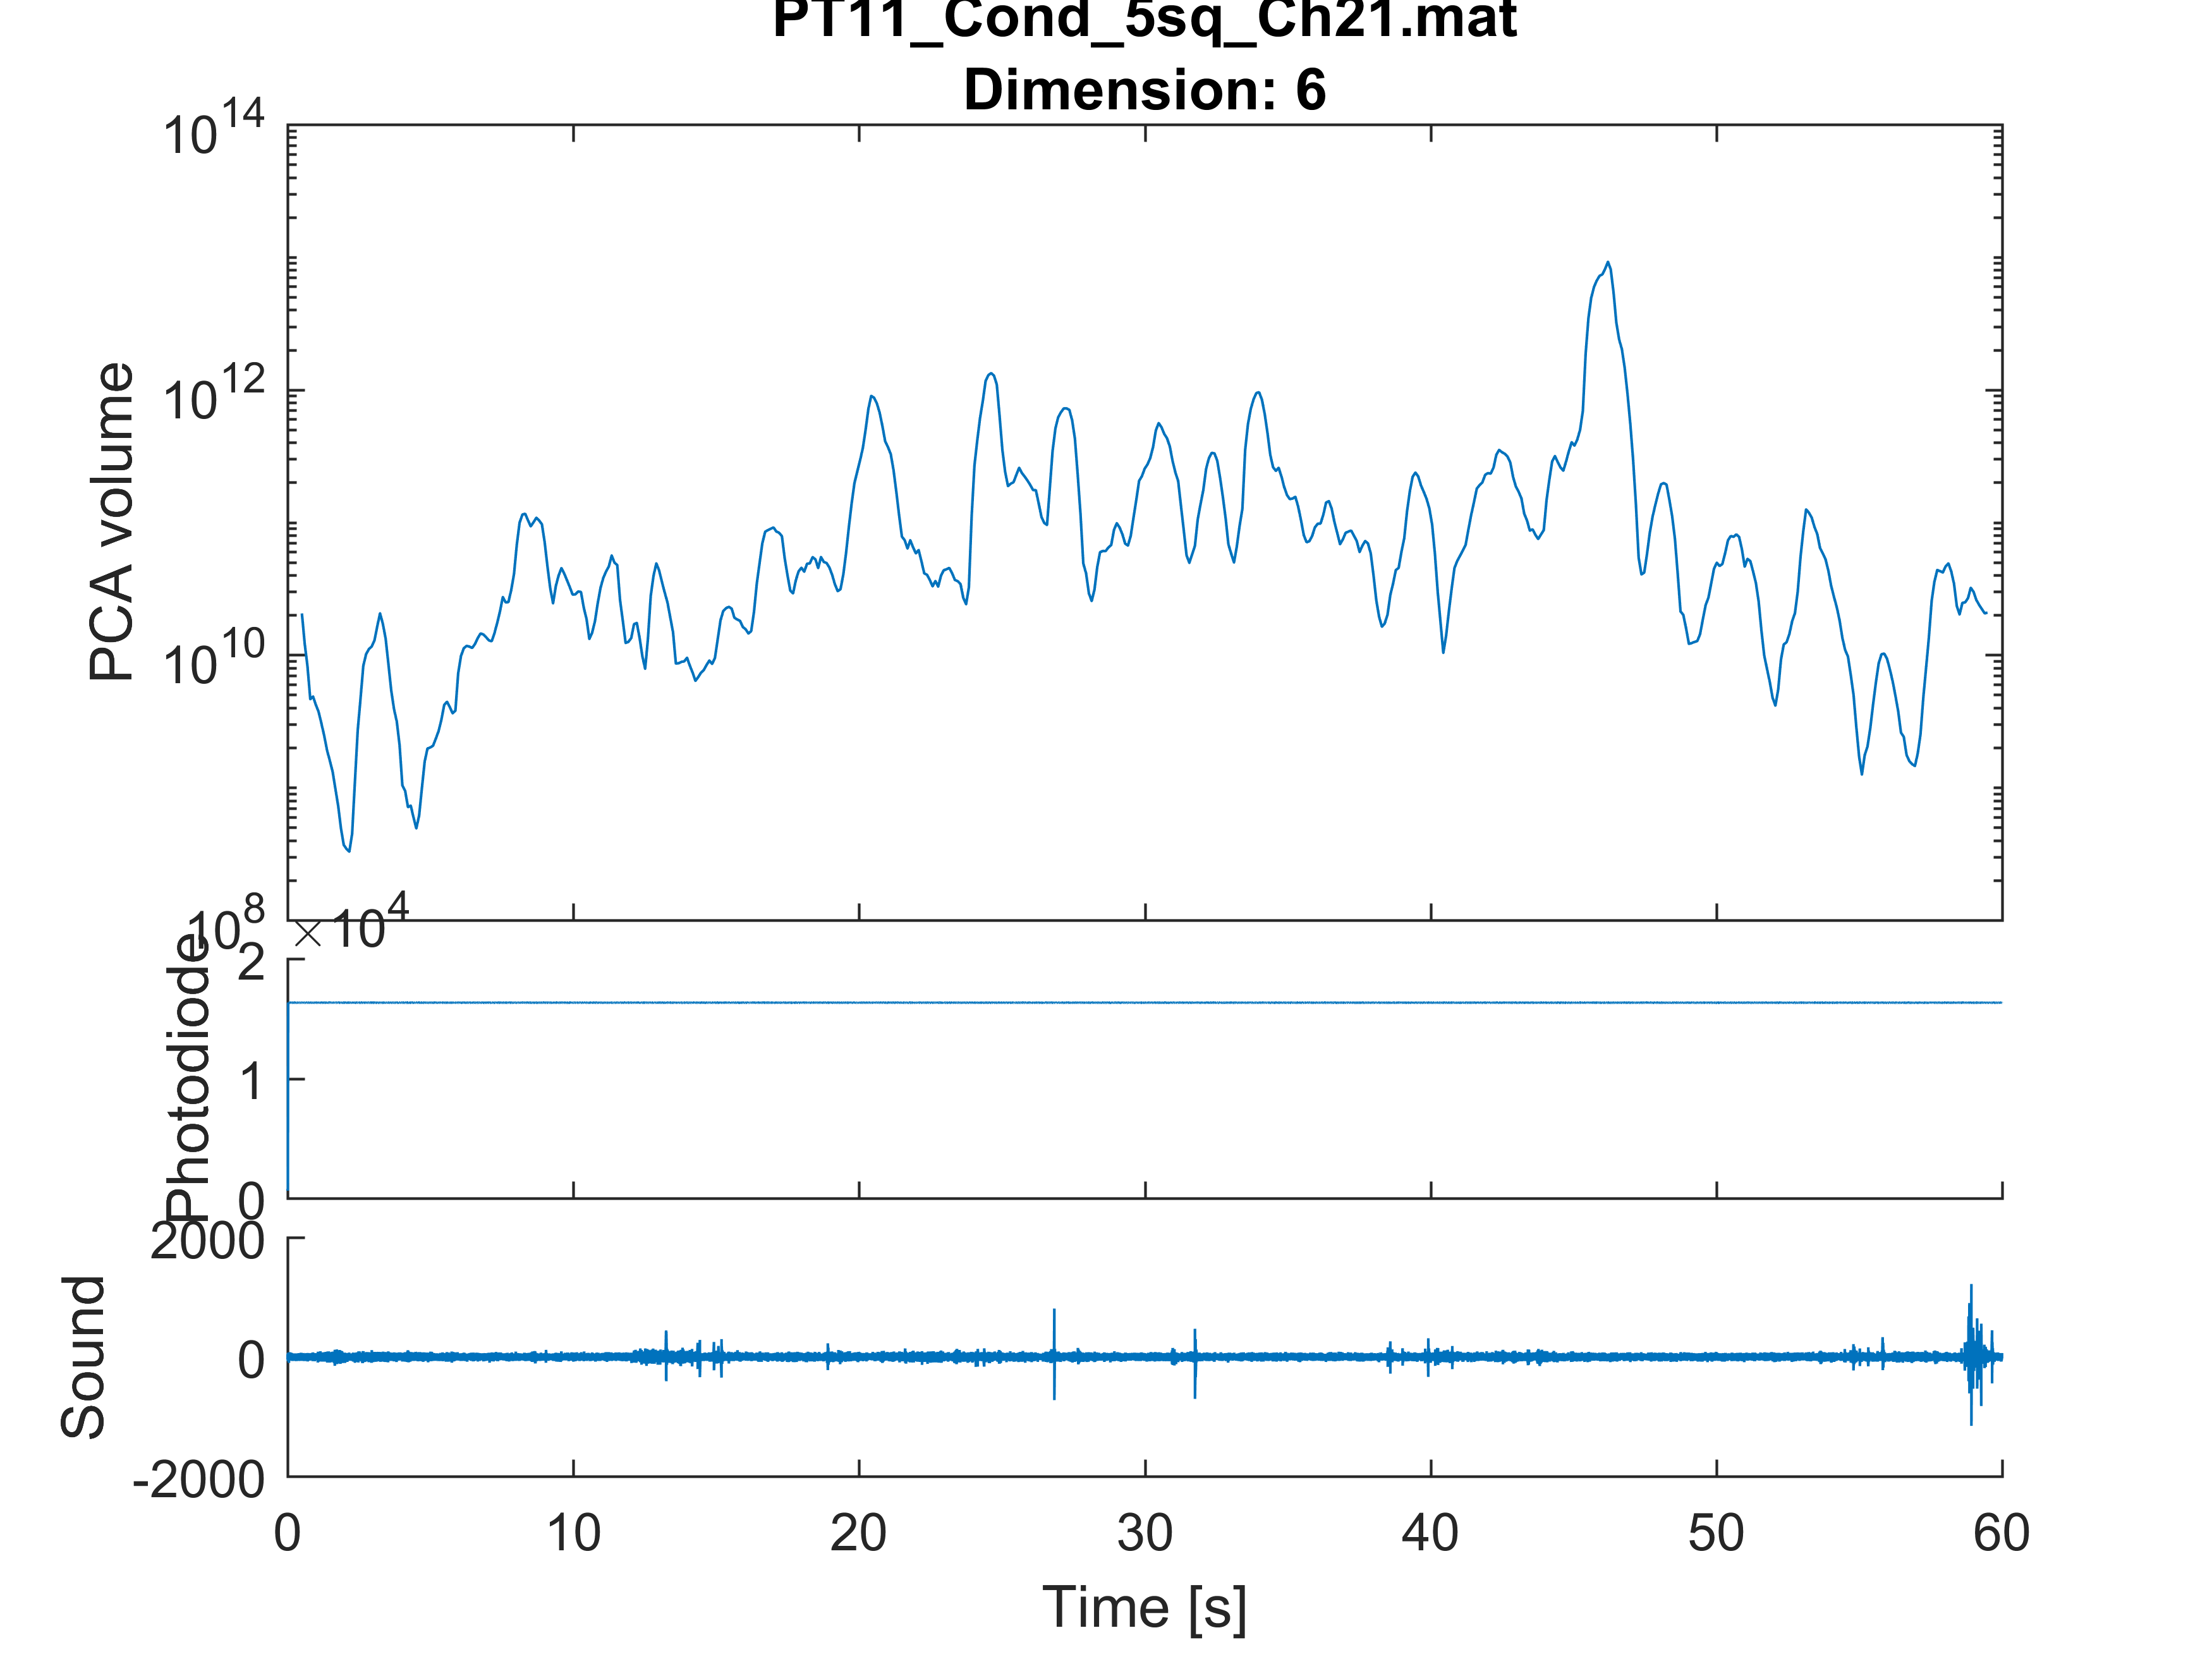 PT11_Cond_5sq_Ch21.mat
Dimension: 6
10^14
10^12
10^10
10^8
PCA volume
× 10^4
2
1
0
Photodiode
2000
0
-2000
Sound
0 10 20 30 40 50 60
Time [s]